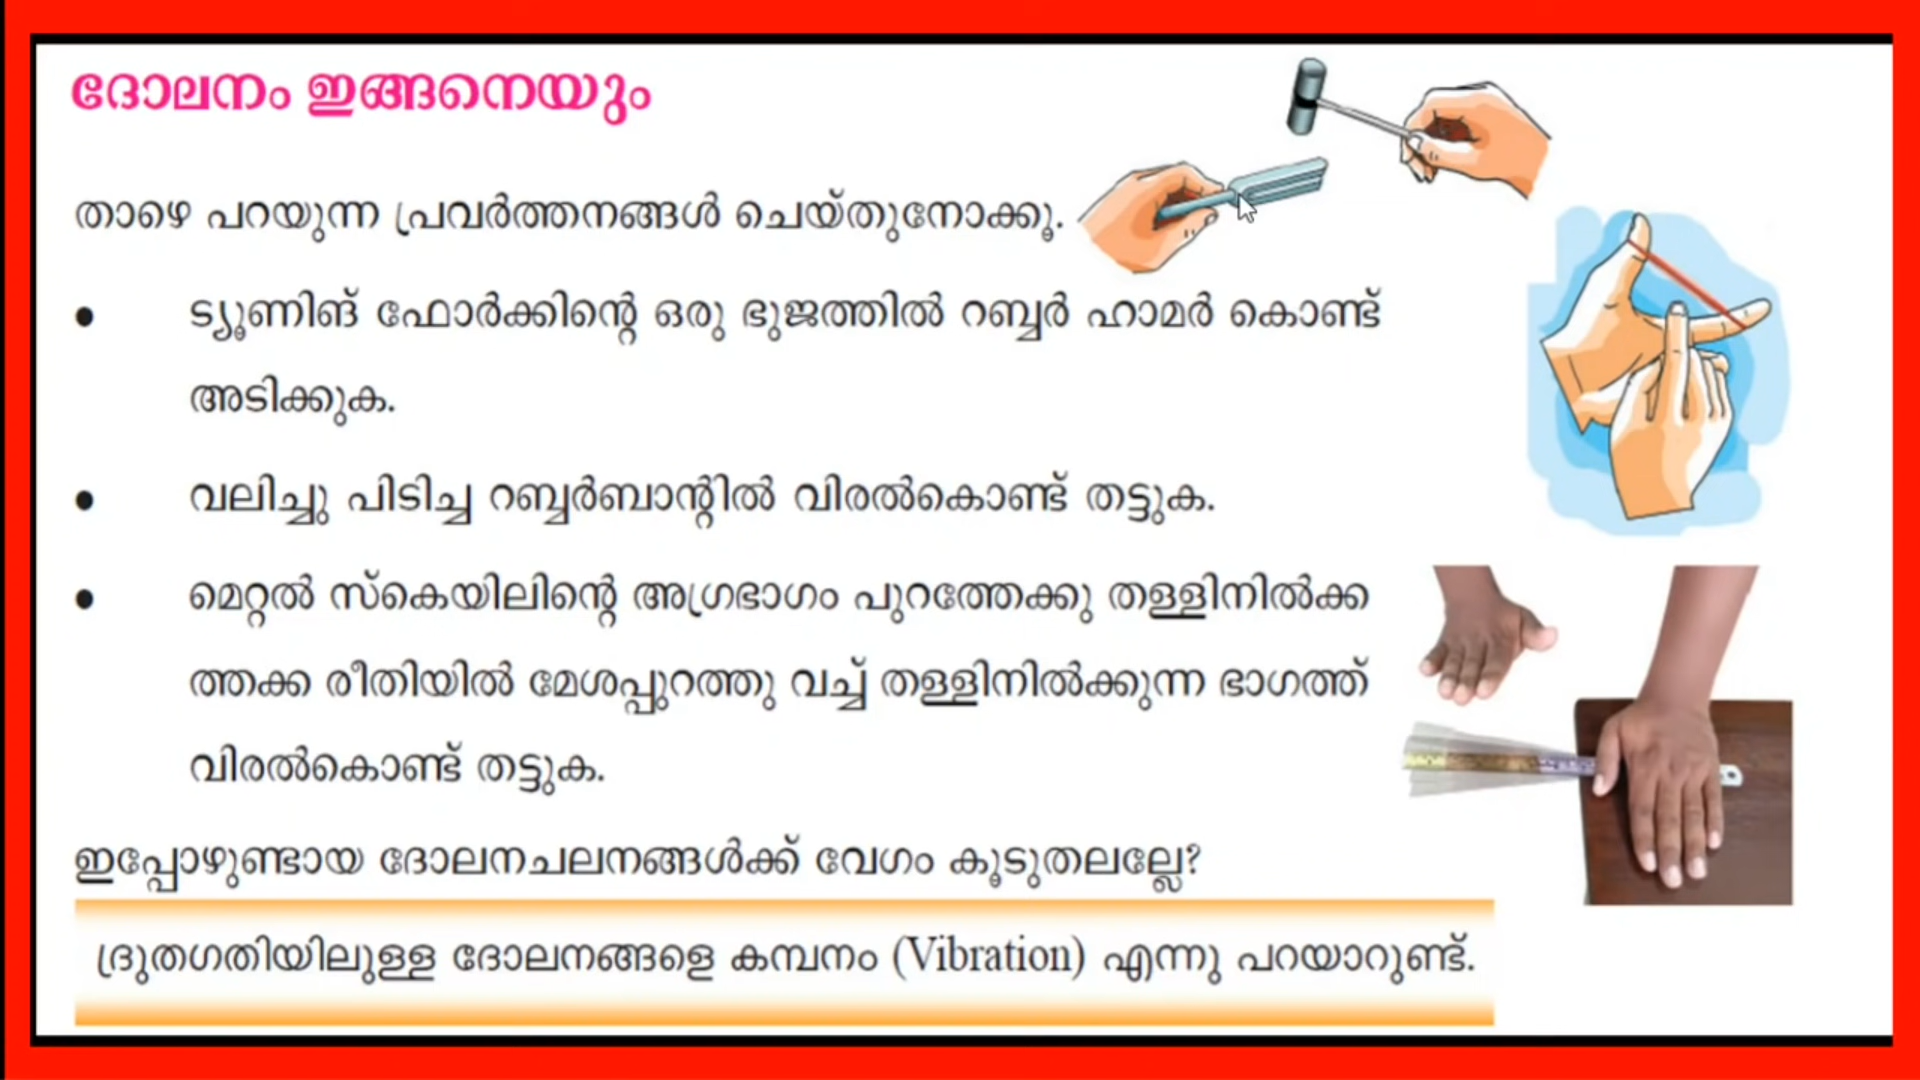 ദോലനം ഇങ്ങനെയും
താഴെ പറയുന്ന പ്രവർത്തനങ്ങൾ ചെയ്തുനോക്കൂ.
● ട്യൂണിങ് ഫോർക്കിന്റെ ഒരു ഭുജത്തിൽ റബ്ബർ ഹാമർ കൊണ്ട്
അടിക്കുക.
● വലിച്ചു പിടിച്ച റബ്ബർബാന്റിൽ വിരൽകൊണ്ട് തട്ടുക.
● മെറ്റൽ സ്കെയിലിന്റെ അഗ്രഭാഗം പുറത്തേക്കു തള്ളിനിൽക്ക
ത്തക്ക രീതിയിൽ മേശപ്പുറത്തു വച്ച് തള്ളിനിൽക്കുന്ന ഭാഗത്ത്
വിരൽകൊണ്ട് തട്ടുക.
ഇപ്പോഴുണ്ടായ ദോലനചലനങ്ങൾക്ക് വേഗം കൂടുതലല്ലേ?
ദ്രുതഗതിയിലുള്ള ദോലനങ്ങളെ കമ്പനം (Vibration) എന്നു പറയാറുണ്ട്.